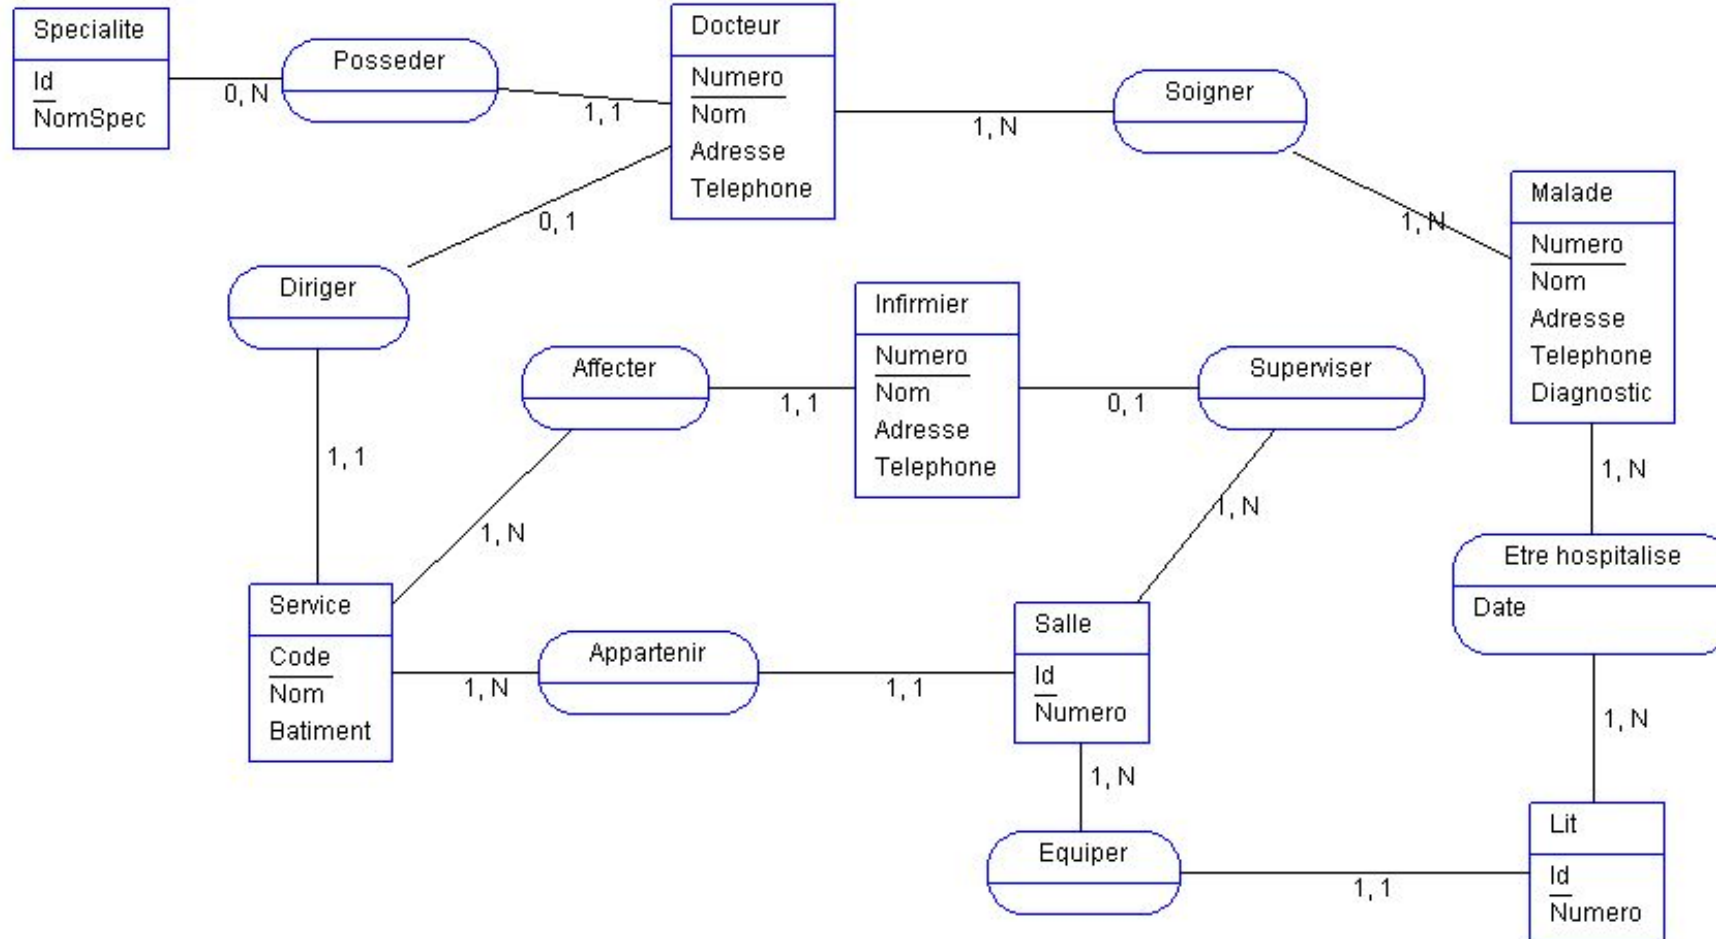 Specialite
Id
NomSpec
0, N
Posseder
1, 1
Docteur
Numero
Nom
Adresse
Telephone
1, N
Soigner
1, N
Malade
Numero
Nom
Adresse
Telephone
Diagnostic
0, 1
Diriger
1, 1
Affecter
1, 1
Infirmier
Numero
Nom
Adresse
Telephone
0, 1
Superviser
1, N
1, N
1, N
Etre hospitalise
Date
1, N
Service
Code
Nom
Batiment
1, N
Appartenir
1, 1
Salle
Id
Numero
1, N
Equiper
1, 1
Lit
Id
Numero